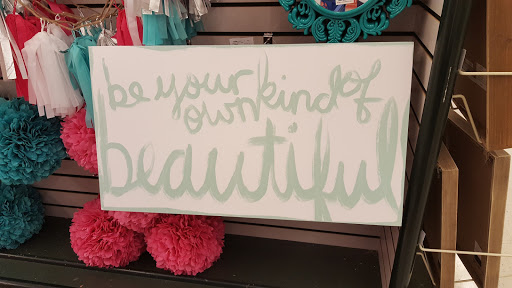 be your kind of
own
beautiful